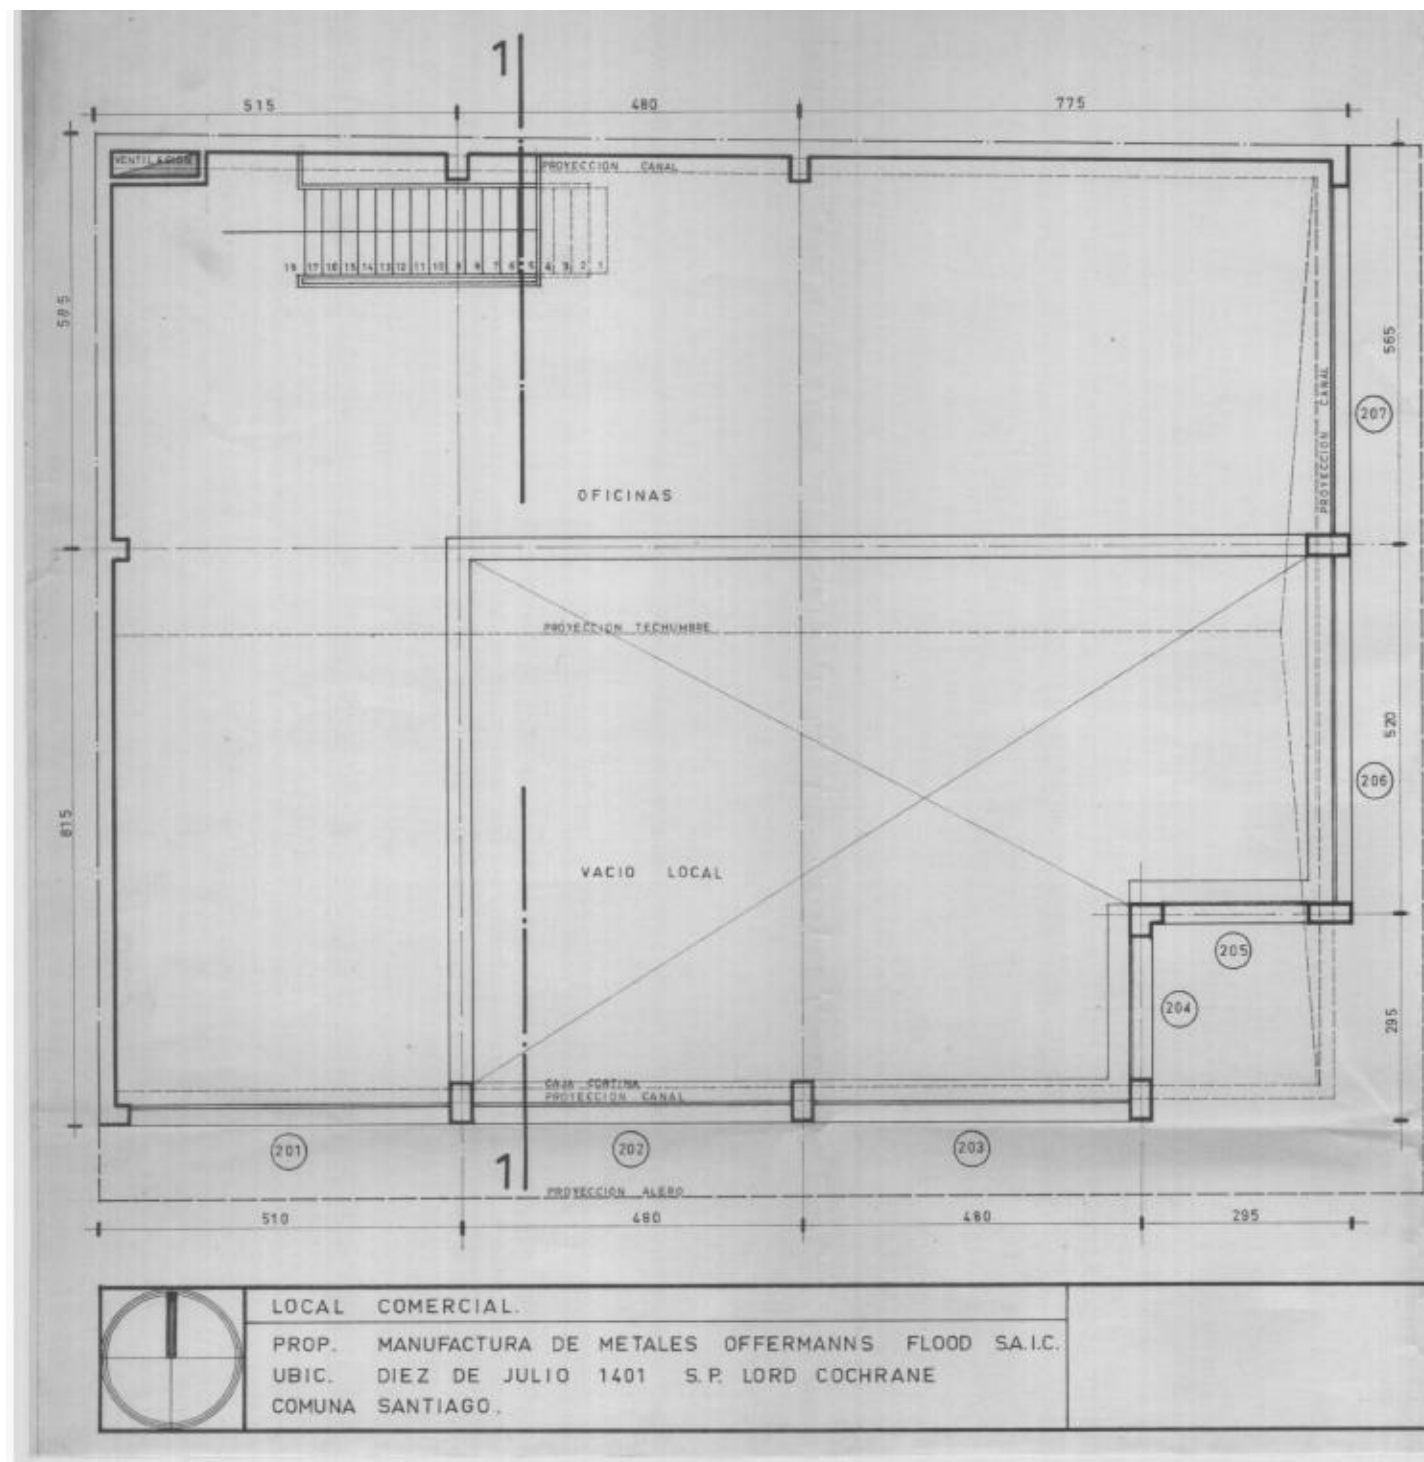 1
515
480
775
VENTILACION
PROYECCION CANAL
19 17 16 15 14 13 12 11 10 9 8 7 6 5 4 3 2 1
585
565
PROYECCION CANAL
207
OFICINAS
PROYECCION TECHUMBRE
520
206
815
VACIO LOCAL
205
204
295
CAJA CORTINA
PROYECCION CANAL
201
202
203
1
PROYECCION ALERO
510
480
480
295
LOCAL COMERCIAL.
PROP. MANUFACTURA DE METALES OFFERMANNS FLOOD S.A.I.C.
UBIC. DIEZ DE JULIO 1401 S.P. LORD COCHRANE
COMUNA SANTIAGO.